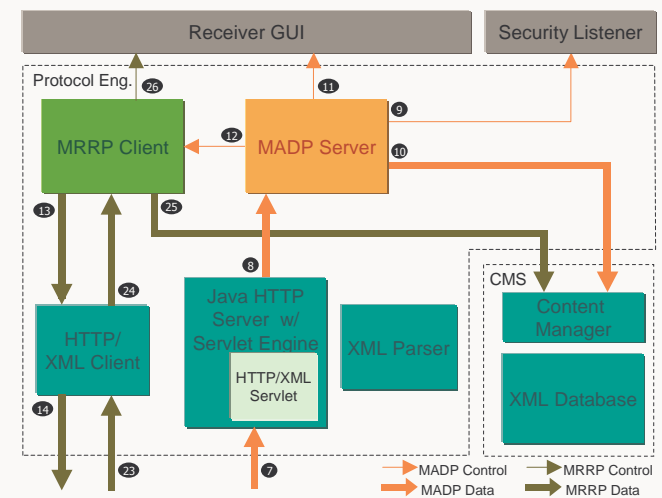 Receiver GUI
Security Listener
Protocol Eng.
26
11
9
12
10
MRRP Client
MADP Server
13
25
8
24
CMS
Java HTTP
Server w/
Servlet Engine
HTTP/XML
Servlet
HTTP/
XML Client
XML Parser
Content
Manager
XML Database
14
23
7
MADP Control
MRRP Control
MADP Data
MRRP Data